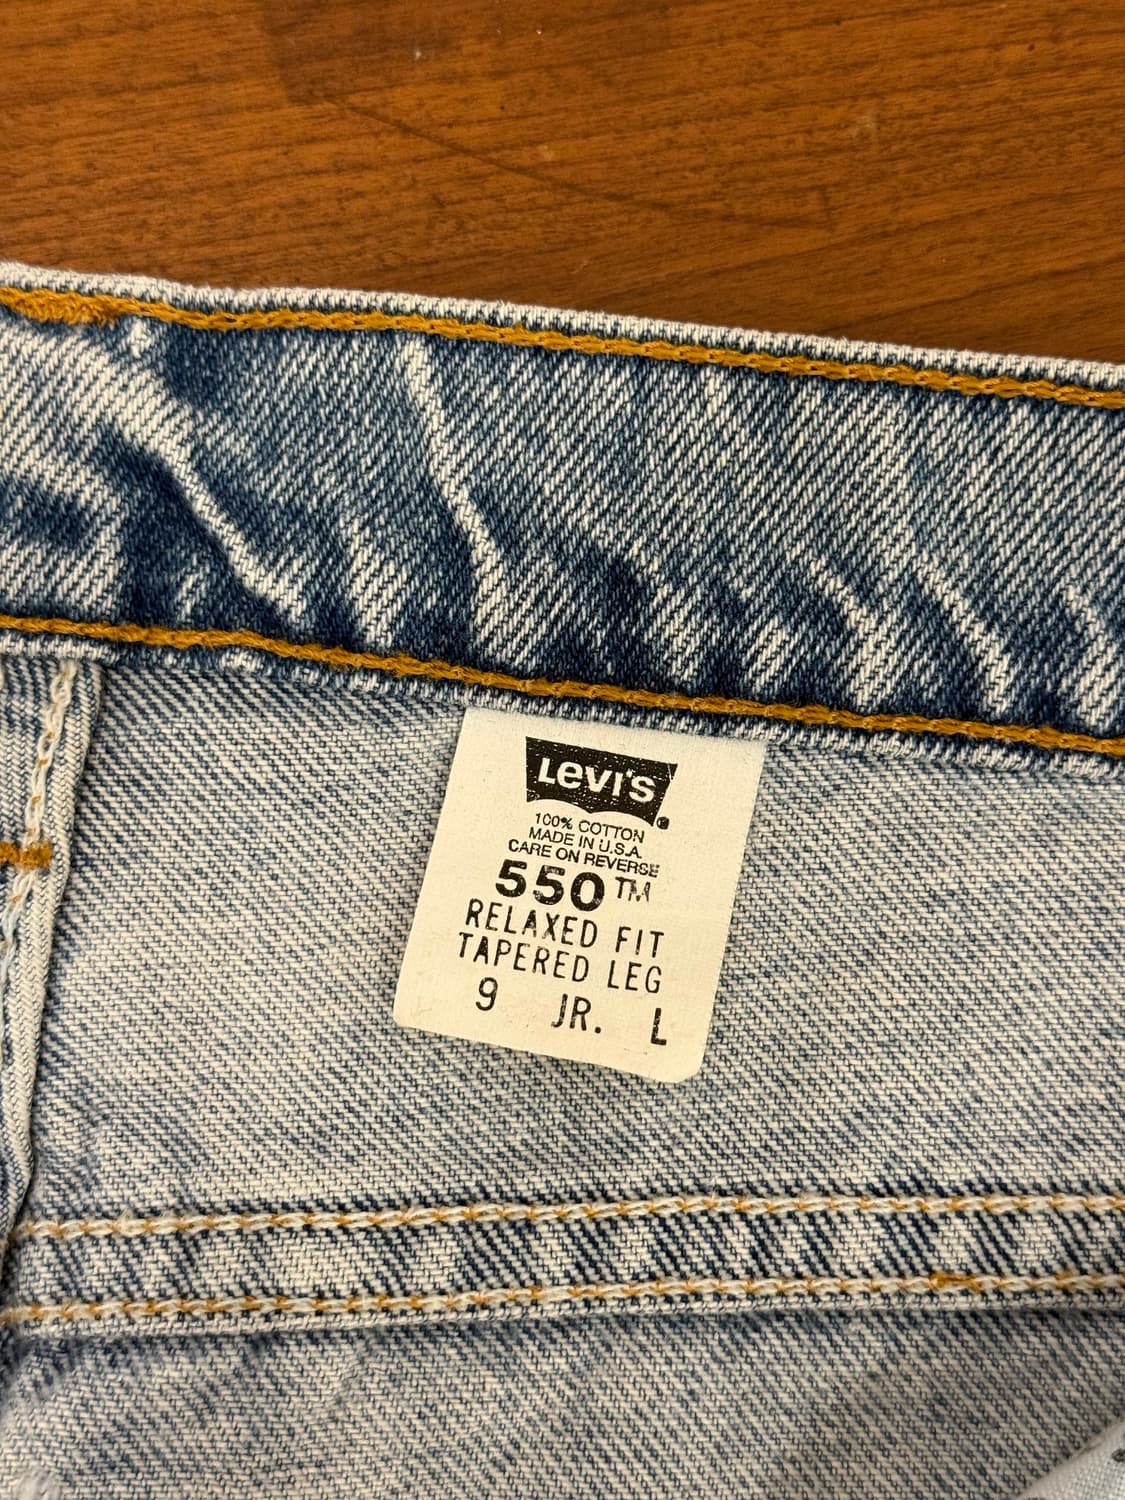 Levi's
100% COTTON
MADE IN U.S.A.
CARE ON REVERSE
550™
RELAXED FIT
TAPERED LEG
9 JR. L